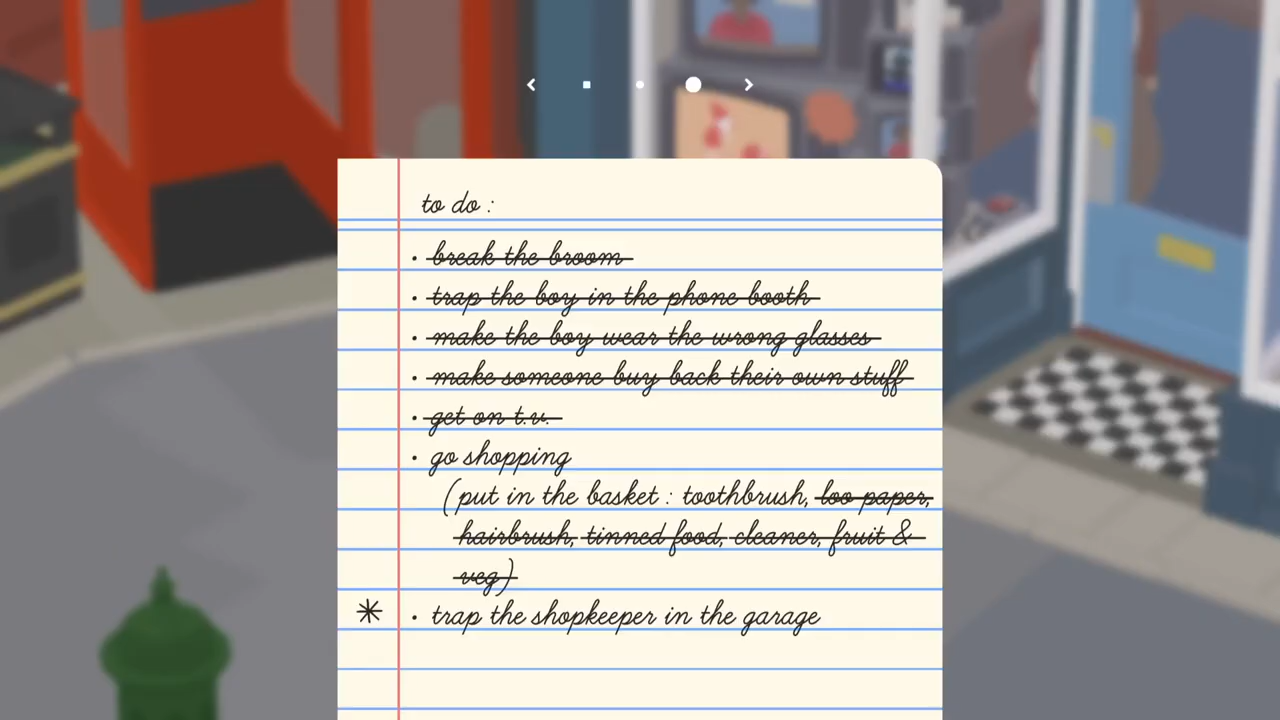 to do :
• break the broom
• trap the boy in the phone booth
• make the boy wear the wrong glasses
• make someone buy back their own stuff
• get on t.v.
• go shopping
(put in the basket : toothbrush, loo paper,
hairbrush, tinned food, cleaner, fruit &
veg)
• trap the shopkeeper in the garage